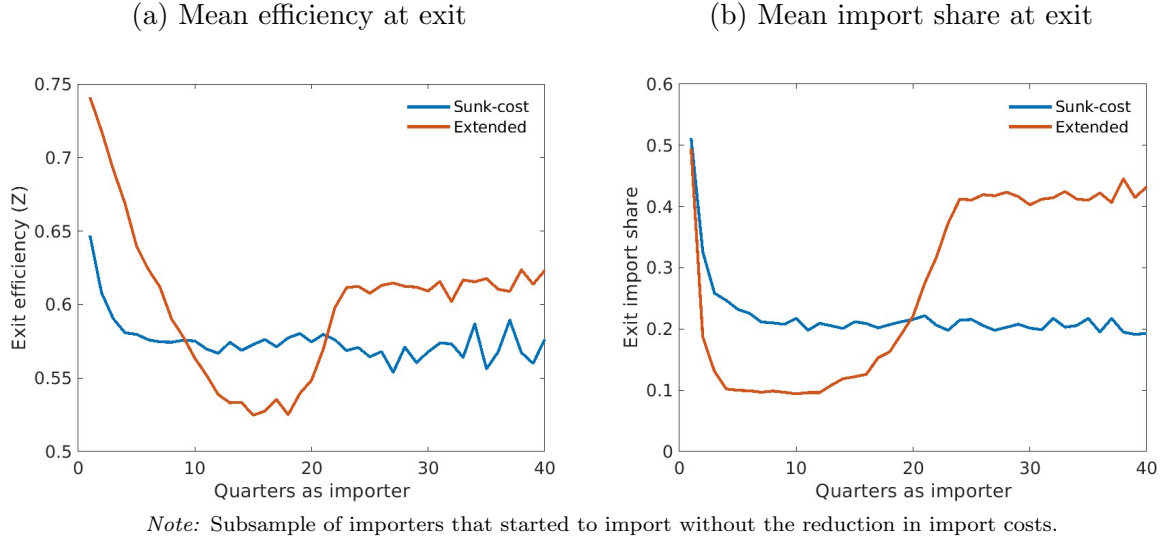 (a) Mean efficiency at exit
0.75
0.7
0.65
0.6
0.55
0.5
Exit efficiency (Z)
Sunk-cost
Extended
0 10 20 30 40
Quarters as importer
(b) Mean import share at exit
0.6
0.5
0.4
0.3
0.2
0.1
0
Exit import share
Sunk-cost
Extended
0 10 20 30 40
Quarters as importer
Note: Subsample of importers that started to import without the reduction in import costs.